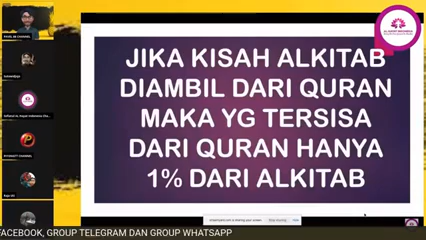 JIKA KISAH ALKITAB
DIAMBIL DARI QURAN
MAKA YG TERSISA
DARI QURAN HANYA
1% DARI ALKITAB
FACEBOOK, GROUP TELEGRAM DAN GROUP WHATSAPP